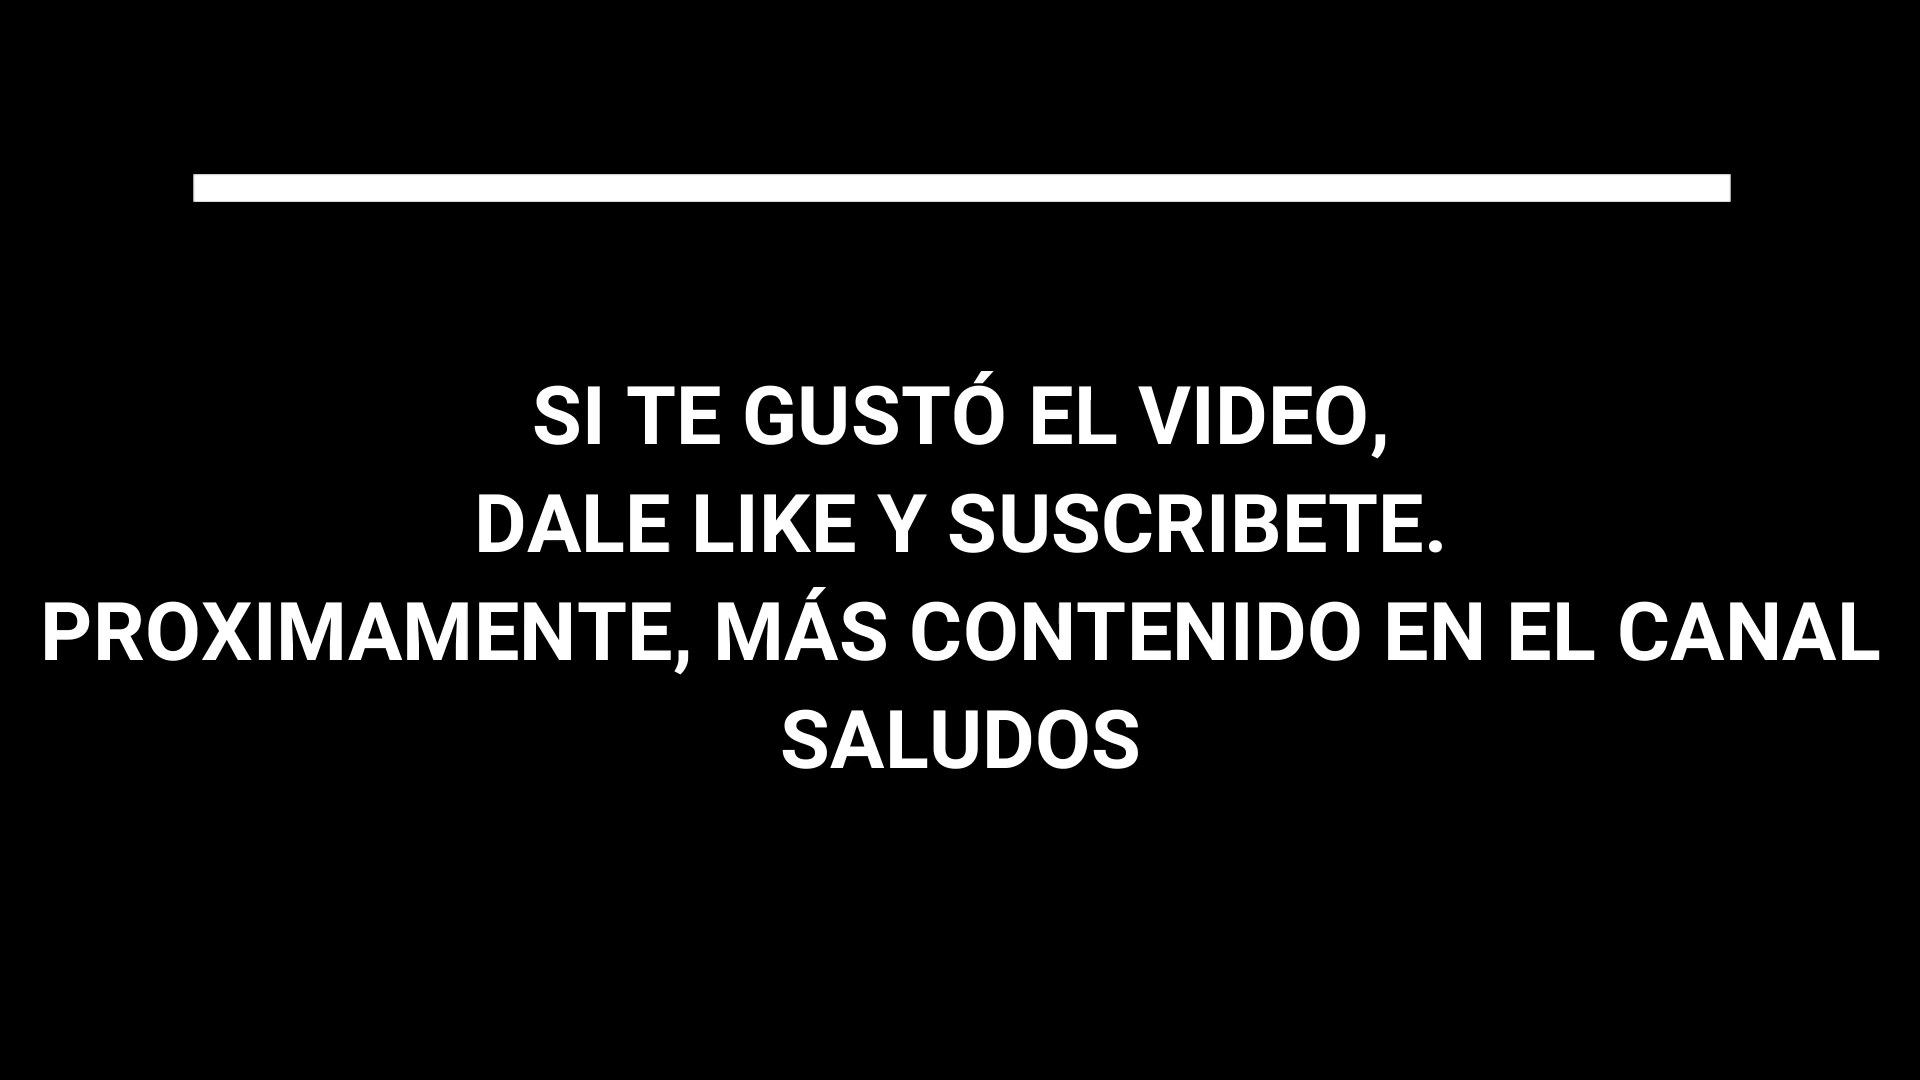 SI TE GUSTÓ EL VIDEO,
DALE LIKE Y SUSCRIBETE.
PROXIMAMENTE, MÁS CONTENIDO EN EL CANAL
SALUDOS